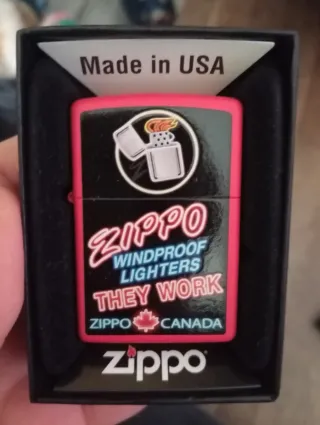 Made in USA
ZIPPO
WINDPROOF
LIGHTERS
THEY WORK
ZIPPO CANADA
zippo